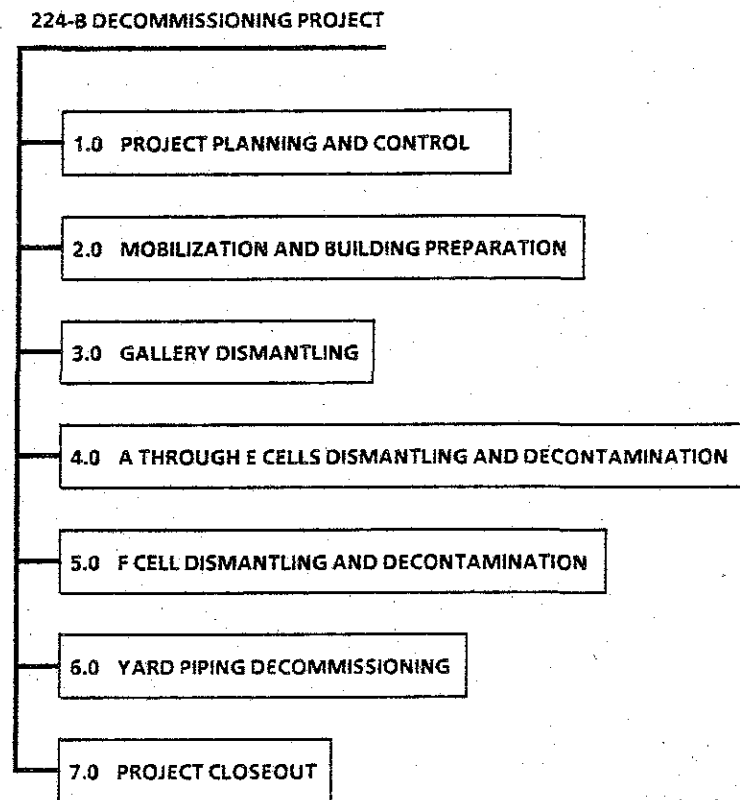 224-B DECOMMISSIONING PROJECT
1.0 PROJECT PLANNING AND CONTROL
2.0 MOBILIZATION AND BUILDING PREPARATION
3.0 GALLERY DISMANTLING
4.0 A THROUGH E CELLS DISMANTLING AND DECONTAMINATION
5.0 F CELL DISMANTLING AND DECONTAMINATION
6.0 YARD PIPING DECOMMISSIONING
7.0 PROJECT CLOSEOUT